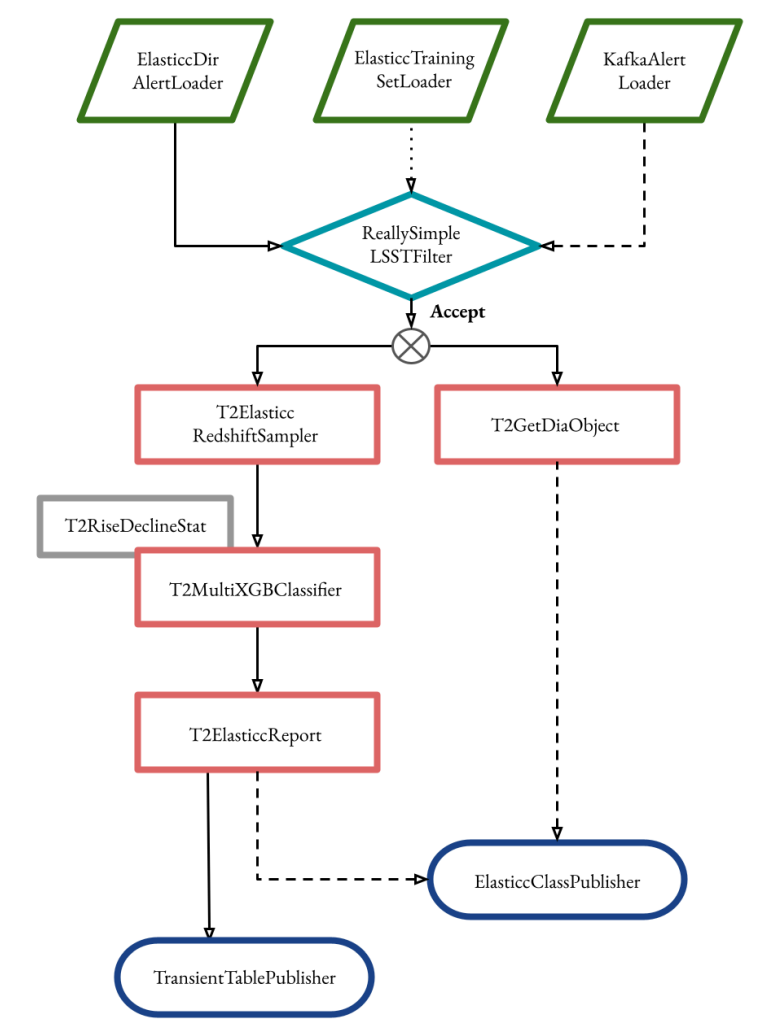 ElasticcDir
AlertLoader
ElasticcTraining
SetLoader
KafkaAlert
Loader
ReallySimple
LSSTFilter
Accept
T2Elasticc
RedshiftSampler
T2GetDiaObject
T2RiseDeclineStat
T2MultiXGBClassifier
T2ElasticcReport
ElasticcClassPublisher
TransientTablePublisher